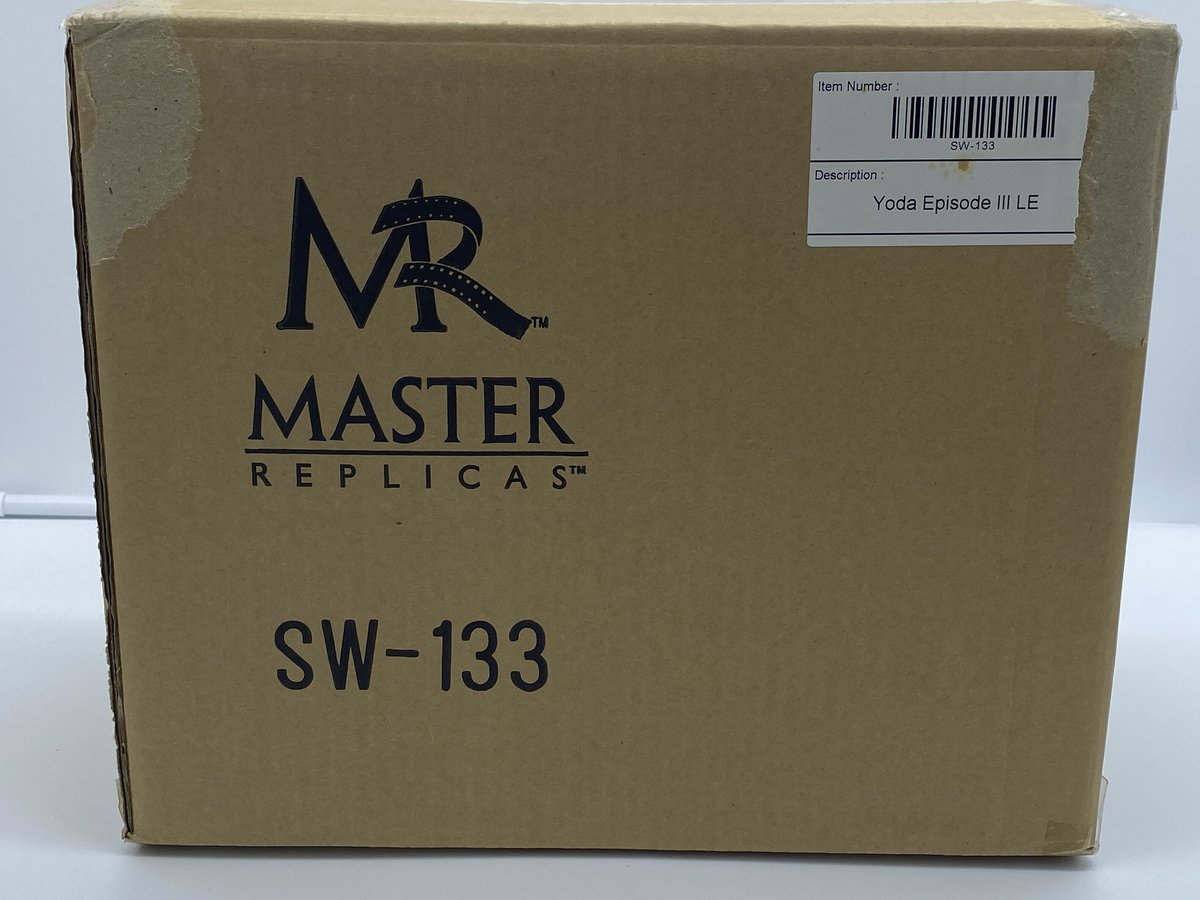 Item Number :
SW-133
Description :
Yoda Episode III LE
MR™
MASTER
REPLICAS™
SW-133